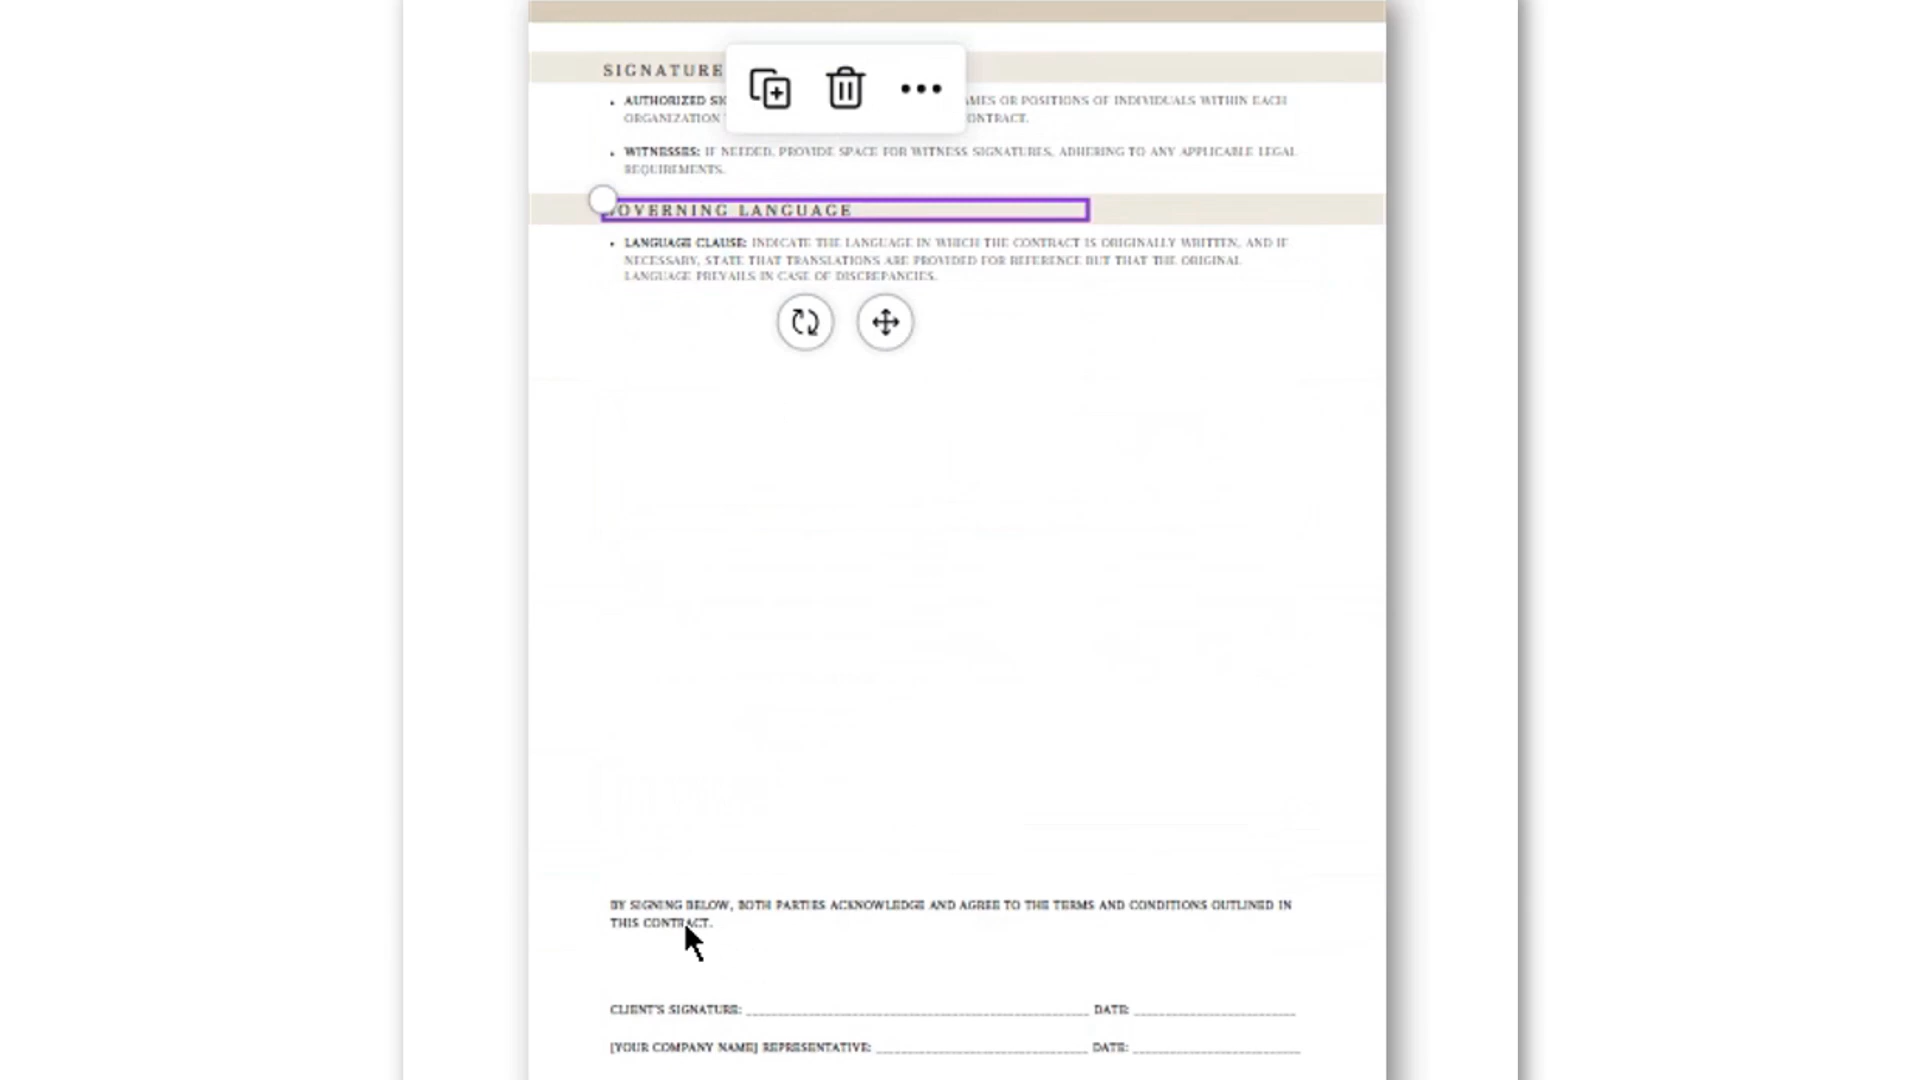 SIGNATURE
AUTHORIZED
AMES OR POSITIONS OF INDIVIDUALS WITHIN EACH
ORGANIZATION
ONTRACT.
WITNESSES: IF NEEDED, PROVIDE SPACE FOR WITNESS SIGNATURES, ADHERING TO ANY APPLICABLE LEGAL
REQUIREMENTS.
GOVERNING LANGUAGE
LANGUAGE CLAUSE: INDICATE THE LANGUAGE IN WHICH THE CONTRACT IS ORIGINALLY WRITTEN, AND IF
NECESSARY, STATE THAT TRANSLATIONS ARE PROVIDED FOR REFERENCE BUT THAT THE ORIGINAL
LANGUAGE PREVAILS IN CASE OF DISCREPANCIES.
BY SIGNING BELOW, BOTH PARTIES ACKNOWLEDGE AND AGREE TO THE TERMS AND CONDITIONS OUTLINED IN
THIS CONTRACT.
CLIENT'S SIGNATURE: DATE:
[YOUR COMPANY NAME] REPRESENTATIVE: DATE: